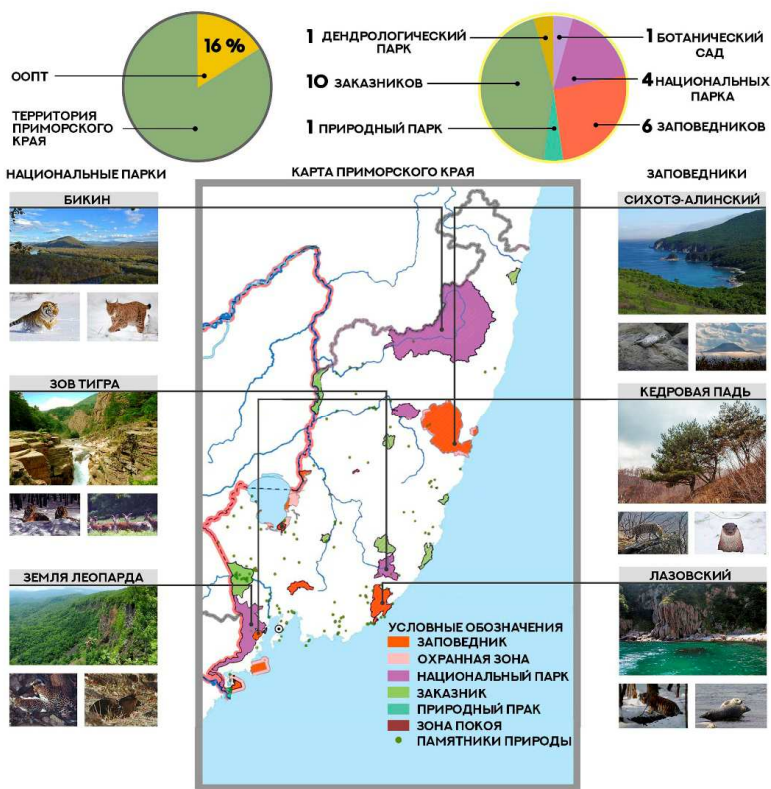 16 %
ООПТ
ТЕРРИТОРИЯ
ПРИМОРСКОГО
КРАЯ
1 ДЕНДРОЛОГИЧЕСКИЙ
ПАРК
10 ЗАКАЗНИКОВ
1 ПРИРОДНЫЙ ПАРК
1 БОТАНИЧЕСКИЙ
САД
4 НАЦИОНАЛЬНЫХ
ПАРКА
6 ЗАПОВЕДНИКОВ
НАЦИОНАЛЬНЫЕ ПАРКИ
БИКИН
ЗОВ ТИГРА
ЗЕМЛЯ ЛЕОПАРДА
КАРТА ПРИМОРСКОГО КРАЯ
УСЛОВНЫЕ ОБОЗНАЧЕНИЯ
ЗАПОВЕДНИК
ОХРАННАЯ ЗОНА
НАЦИОНАЛЬНЫЙ ПАРК
ЗАКАЗНИК
ПРИРОДНЫЙ ПРАК
ЗОНА ПОКОЯ
ПАМЯТНИКИ ПРИРОДЫ
ЗАПОВЕДНИКИ
СИХОТЭ-АЛИНСКИЙ
КЕДРОВАЯ ПАДЬ
ЛАЗОВСКИЙ